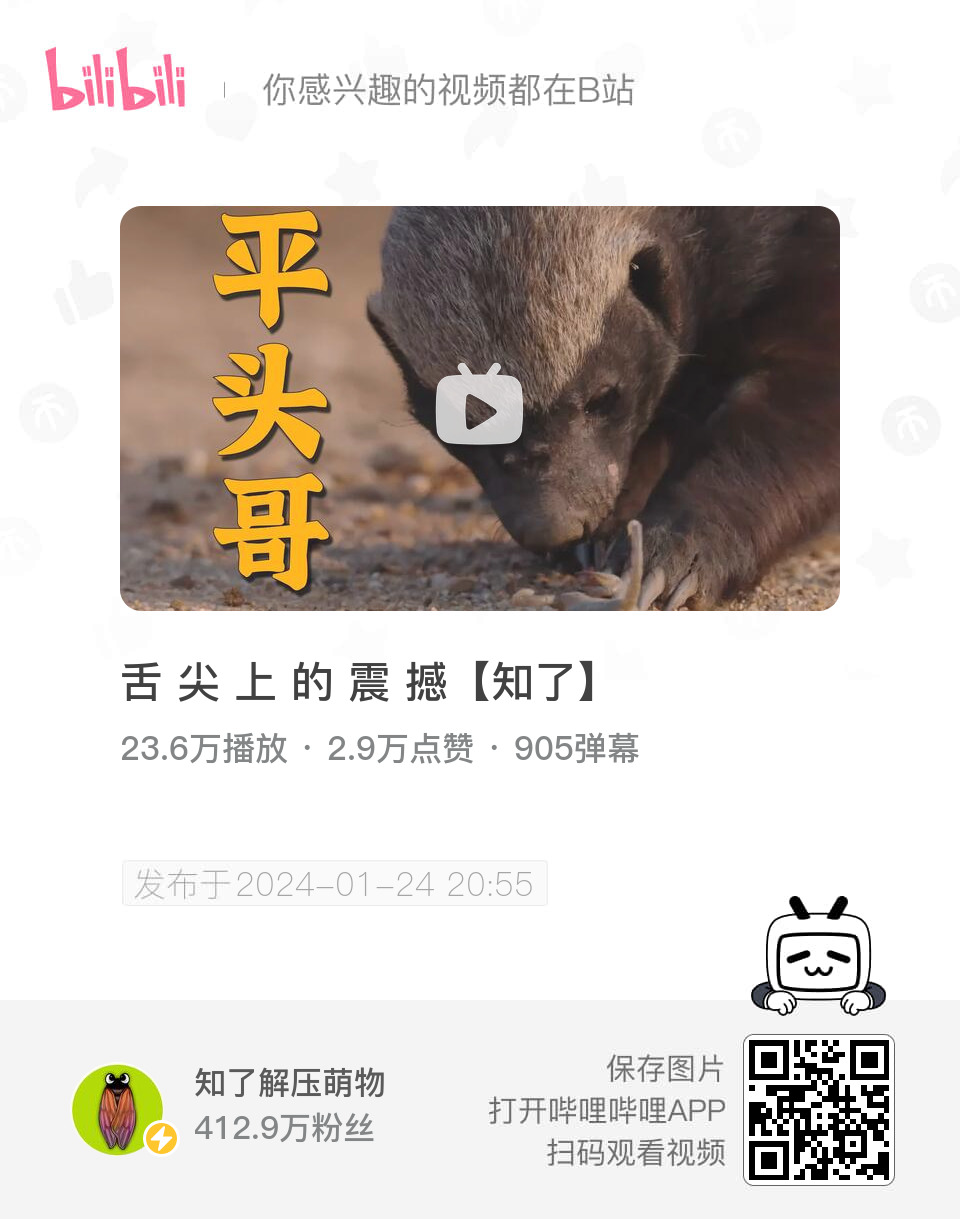 bilibili
你感兴趣的视频都在B站
平头哥
舌 尖 上 的 震 撼【知了】
23.6万播放 · 2.9万点赞 · 905弹幕
发布于2024-01-24 20:55
知了解压萌物
412.9万粉丝
保存图片
打开哔哩哔哩APP
扫码观看视频